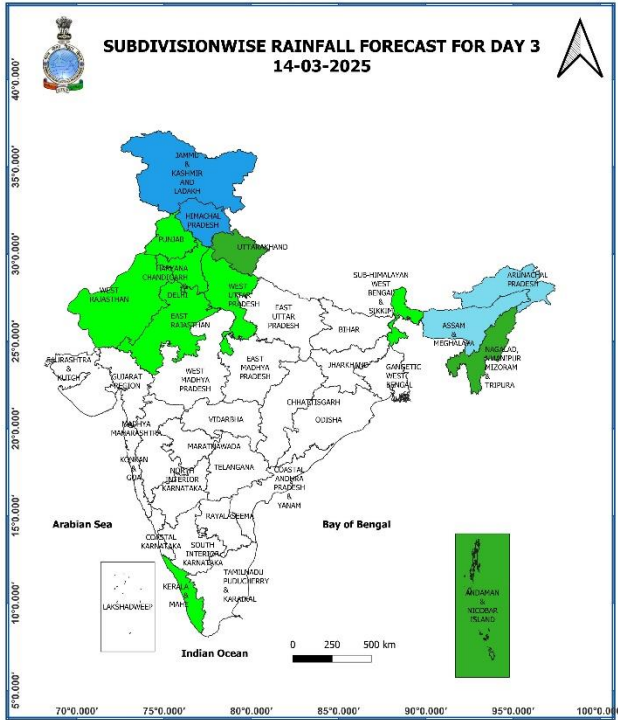 SUBDIVISIONWISE RAINFALL FORECAST FOR DAY 3
14-03-2025
40°0.000'
35°0.000'
30°0.000'
25°0.000'
20°0.000'
15°0.000'
10°0.000'
5°0.000'
JAMMU
&
KASHMIR
AND
LADAKH
HIMACHAL
PRADESH
PUNJAB
UTTARAKHAND
HARYANA
CHANDIGARH
&
DELHI
WEST
RAJASTHAN
WEST
UTTAR
PRADESH
EAST
RAJASTHAN
EAST
UTTAR
PRADESH
SUB-HIMALAYAN
WEST
BENGAL
&
SIKKIM
ARUNACHAL
PRADESH
ASSAM
&
MEGHALAYA
BIHAR
NAGALAD
MANIPUR
MIZORAM
&
TRIPURA
SAURASHTRA
&
KUTCH
GUJARAT
REGION
WEST
MADHYA
PRADESH
EAST
MADHYA
PRADESH
JHARKHAND
GANGETIC
WEST
BENGAL
CHHATISGARH
ODISHA
VIDARBHA
MADHYA
MAHARASHTRA
MARATHWADA
KONKAN
&
GOA
NORTH
INTERIOR
KARNATAKA
TELANGANA
COASTAL
ANDHRA
PRADESH
&
YANAM
RAYALASEEMA
Arabian Sea
Bay of Bengal
COASTAL
KARNATAKA
SOUTH
INTERIOR
KARNATAKA
TAMILNADU
PUDUCHERRY
&
KARAIKAL
KERALA
&
MAHE
LAKSHADWEEP
ANDAMAN
&
NICOBAR
ISLAND
Indian Ocean
0 250 500 km
70°0.000' 75°0.000' 80°0.000' 85°0.000' 90°0.000' 95°0.000' 100°0.000